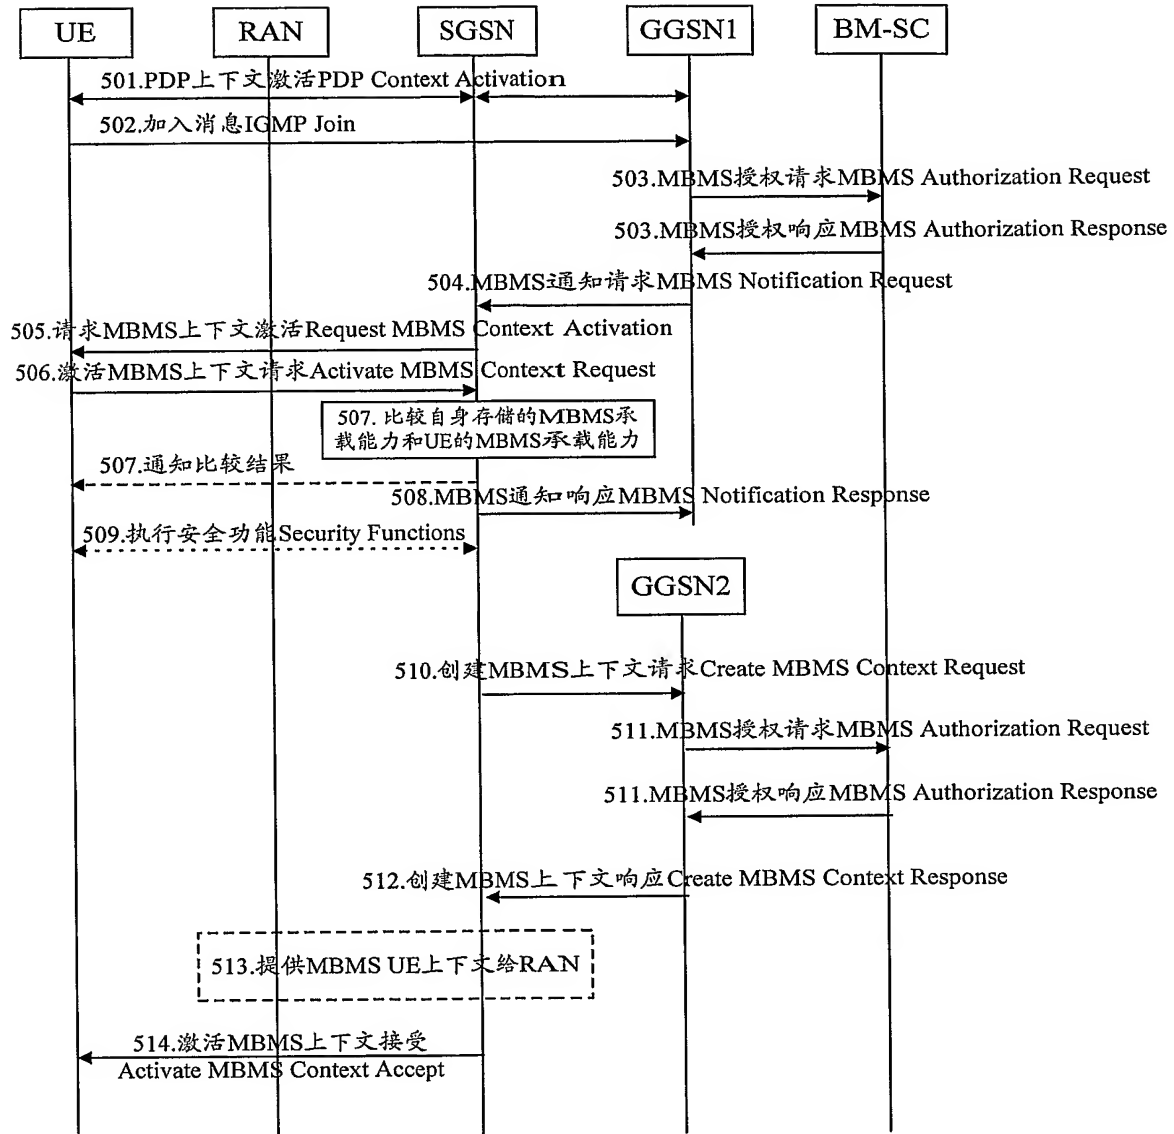 UE
RAN
SGSN
GGSN1
BM-SC
501.PDP上下文激活PDP Context Activation
502.加入消息IGMP Join
503.MBMS授权请求MBMS Authorization Request
503.MBMS授权响应MBMS Authorization Response
504.MBMS通知请求MBMS Notification Request
505.请求MBMS上下文激活Request MBMS Context Activation
506.激活MBMS上下文请求Activate MBMS Context Request
507. 比较自身存储的MBMS承
载能力和UE的MBMS承载能力
507.通知比较结果
508.MBMS通知响应MBMS Notification Response
509.执行安全功能Security Functions
GGSN2
510.创建MBMS上下文请求Create MBMS Context Request
511.MBMS授权请求MBMS Authorization Request
511.MBMS授权响应MBMS Authorization Response
512.创建MBMS上下文响应Create MBMS Context Response
513.提供MBMS UE上下文给RAN
514.激活MBMS上下文接受
Activate MBMS Context Accept